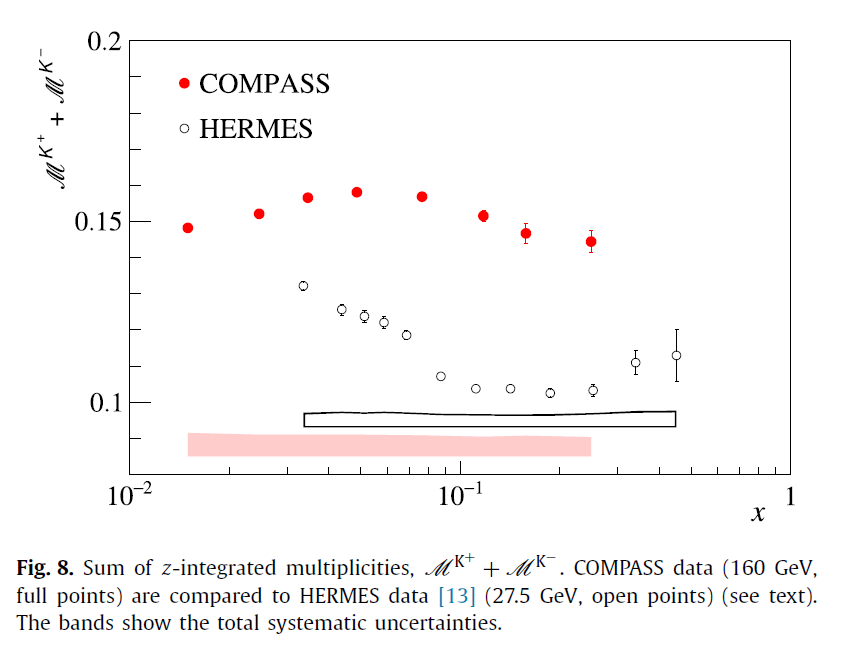 0.2
ℳ^K⁺ + ℳ^K⁻
COMPASS
HERMES
0.15
0.1
10⁻² 10⁻¹ 1
x
Fig. 8. Sum of z-integrated multiplicities, ℳ^K⁺ + ℳ^K⁻. COMPASS data (160 GeV,
full points) are compared to HERMES data [13] (27.5 GeV, open points) (see text).
The bands show the total systematic uncertainties.